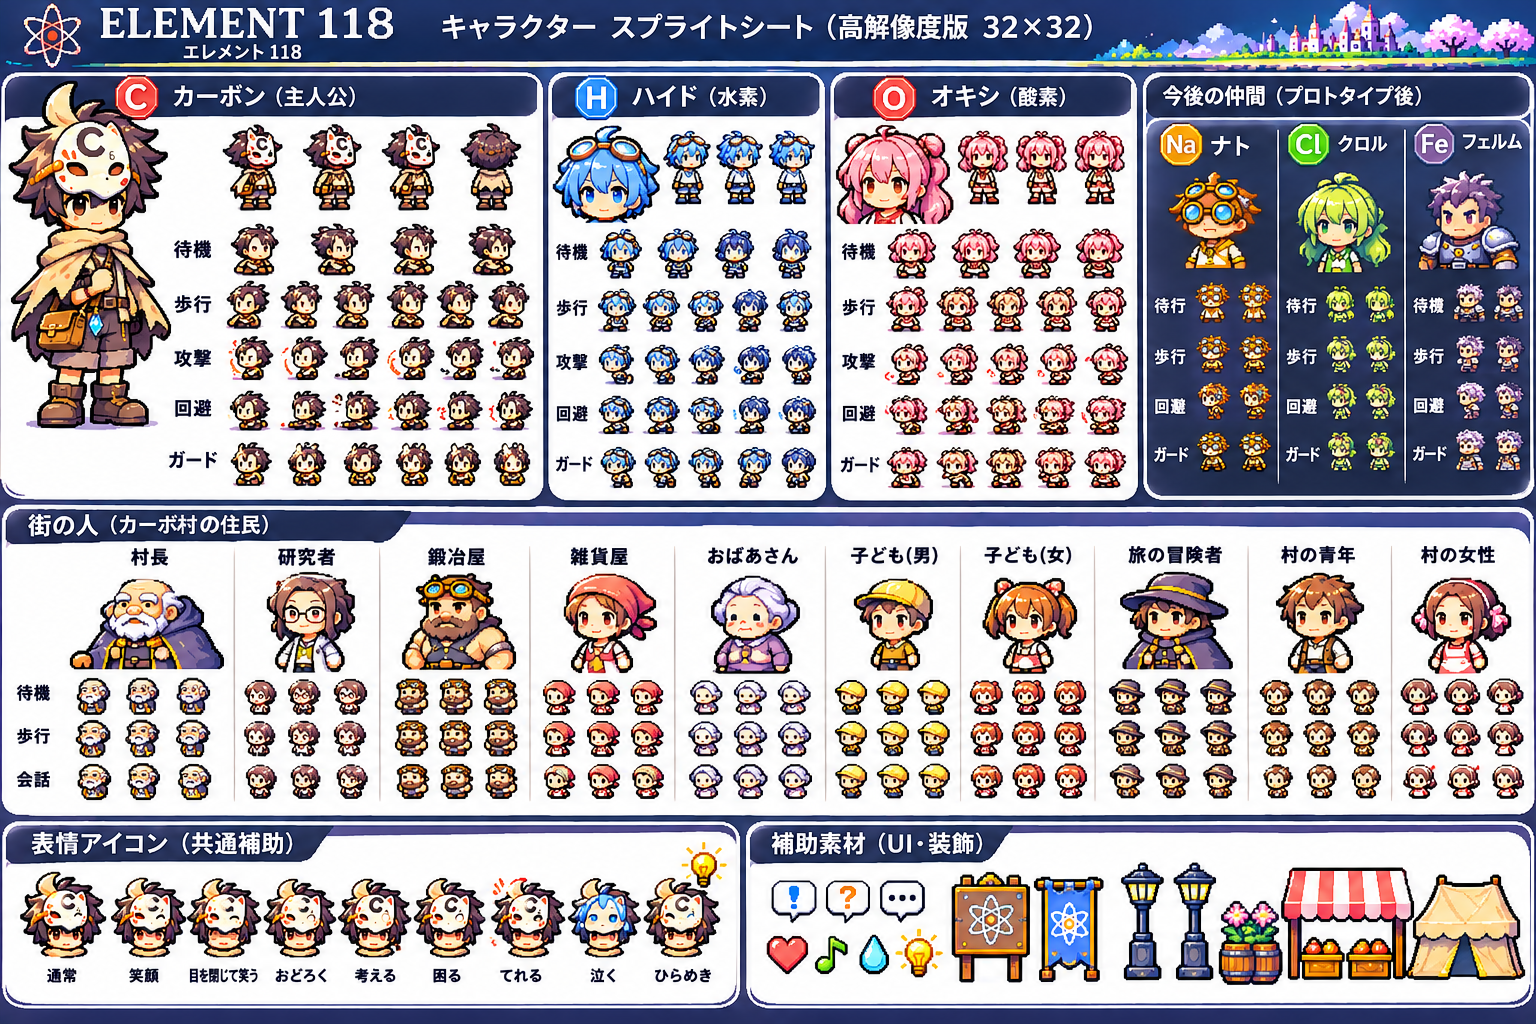 ELEMENT 118
エレメント 118
キャラクター スプライトシート（高解像度版 32×32）
C カーボン（主人公）
C
6
待機
歩行
攻撃
回避
ガード
H ハイド（水素）
待機
歩行
攻撃
回避
ガード
O オキシ（酸素）
待機
歩行
攻撃
回避
ガード
今後の仲間（プロトタイプ後）
Na ナト
待行
歩行
回避
ガード
Cl クロル
待行
歩行
回避
ガード
Fe フェルム
待機
歩行
回避
ガード
街の人（カーボ村の住民）
村長
研究者
鍛冶屋
雑貨屋
おばあさん
子ども(男)
子ども(女)
旅の冒険者
村の青年
村の女性
待機
歩行
会話
表情アイコン（共通補助）
通常
笑顔
目を閉じて笑う
おどろく
考える
困る
てれる
泣く
ひらめき
補助素材（UI・装飾）
!
?
...